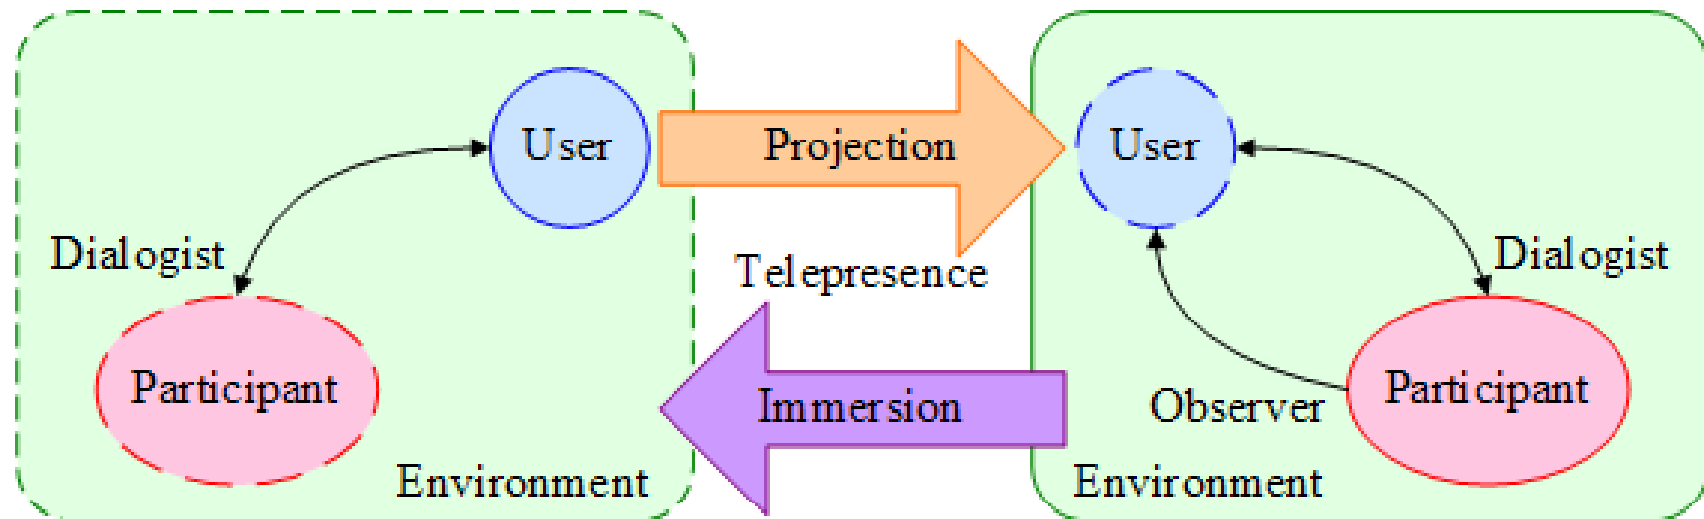 User
Projection
User
Dialogist
Telepresence
Dialogist
Participant
Immersion
Observer
Participant
Environment
Environment